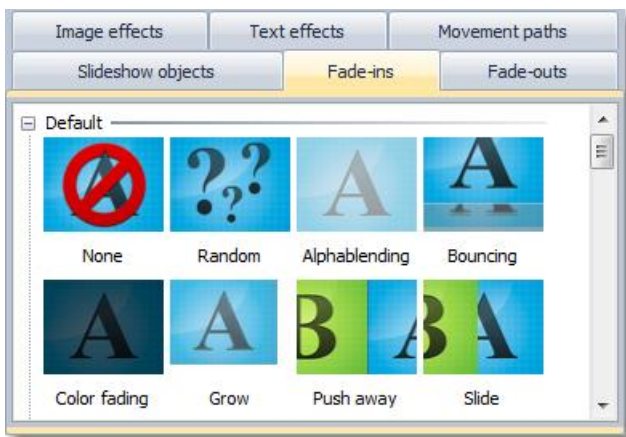 Image effects Text effects Movement paths
Slideshow objects Fade-ins Fade-outs
Default
A ??? A A
None Random Alphablending Bouncing
A A B A B A
Color fading Grow Push away Slide